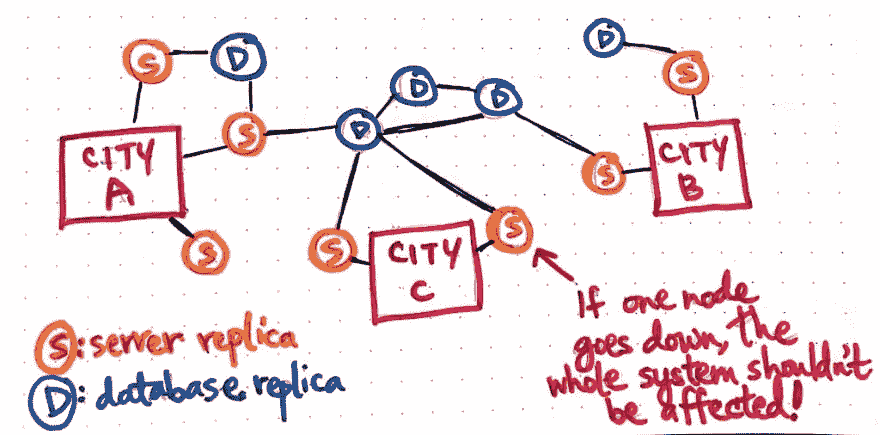 S
D
D
S
D
D
S
D
CITY
A
S
CITY
B
S
S
S
CITY
C
S
S
If one node
goes down, the
whole system shouldn't
be affected!
S: server replica
D: database replica